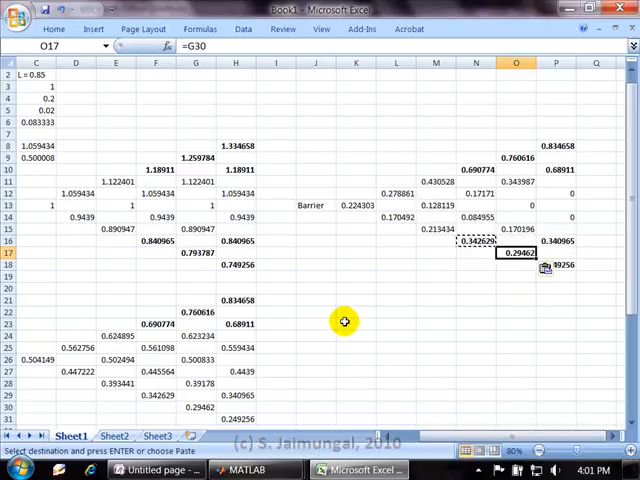 Book1 - Microsoft Excel
Home Insert Page Layout Formulas Data Review View Add-Ins Acrobat
O17 =G30
C D E F G H I J K L M N O P Q
2 L = 0.85
3 1
4 0.2
5 0.02
6 0.083333
7
8 1.059434 1.334658 0.834658
9 0.500008 1.259784 0.760616
10 1.18911 1.18911 0.690774 0.68911
11 1.122401 1.122401 0.430528 0.343987
12 1.059434 1.059434 1.059434 0.278861 0.17171 0
13 1 1 1 Barrier 0.224303 0.128119 0
14 0.9439 0.9439 0.9439 0.170492 0.084955 0
15 0.890947 0.890947 0.213434 0.170196
16 0.840965 0.840965 0.342629 0.340965
17 0.793787 0.29462
18 0.749256 49256
19
20
21 0.834658
22 0.760616
23 0.690774 0.68911
24 0.624895 0.623234
25 0.562756 0.561098 0.559434
26 0.504149 0.502494 0.500833
27 0.447222 0.445564 0.4439
28 0.393441 0.39178
29 0.342629 0.340965
30 0.29462
31 0.249256
Sheet1 Sheet2 Sheet3
(c) S. Jaimungal, 2010
Select destination and press ENTER or choose Paste 80%
Untitled page - ... MATLAB Microsoft Excel ... 4:01 PM